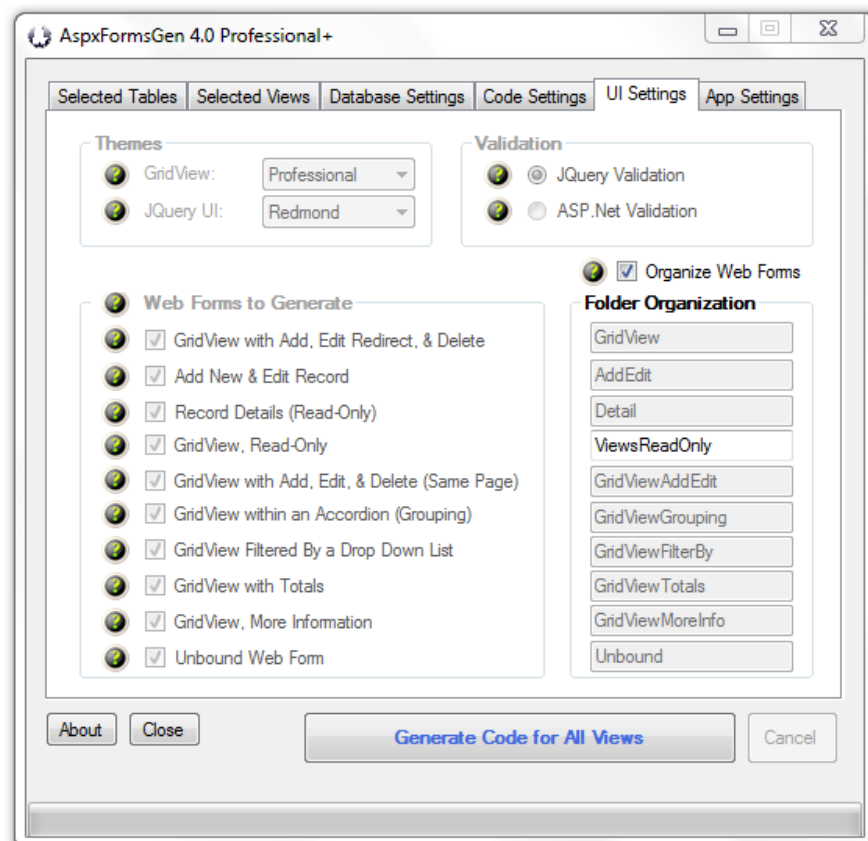 AspxFormsGen 4.0 Professional+
Selected Tables Selected Views Database Settings Code Settings UI Settings App Settings
Themes
GridView: Professional
JQuery UI: Redmond
Validation
JQuery Validation
ASP.Net Validation
Organize Web Forms
Web Forms to Generate
GridView with Add, Edit Redirect, & Delete
Add New & Edit Record
Record Details (Read-Only)
GridView, Read-Only
GridView with Add, Edit, & Delete (Same Page)
GridView within an Accordion (Grouping)
GridView Filtered By a Drop Down List
GridView with Totals
GridView, More Information
Unbound Web Form
Folder Organization
GridView
AddEdit
Detail
ViewsReadOnly
GridViewAddEdit
GridViewGrouping
GridViewFilterBy
GridViewTotals
GridViewMoreInfo
Unbound
About Close Generate Code for All Views Cancel